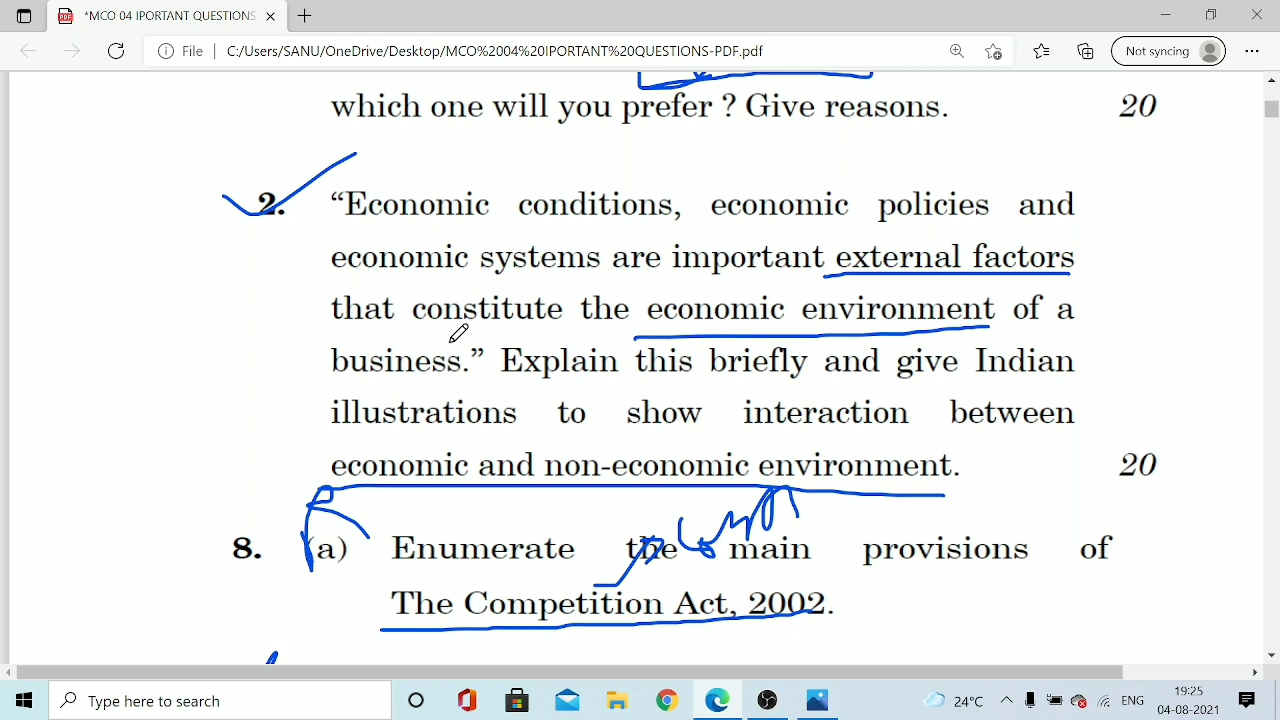 *MCO 04 IPORTANT QUESTIONS
File
C:/Users/SANU/OneDrive/Desktop/MCO%2004%20IPORTANT%20QUESTIONS-PDF.pdf
Not syncing
which one will you prefer ? Give reasons. 20
2. “Economic conditions, economic policies and
economic systems are important external factors
that constitute the economic environment of a
business.” Explain this briefly and give Indian
illustrations to show interaction between
economic and non-economic environment. 20
8. (a) Enumerate the main provisions of
The Competition Act, 2002.
Type here to search
24°C
ENG
19:25
04-08-2021